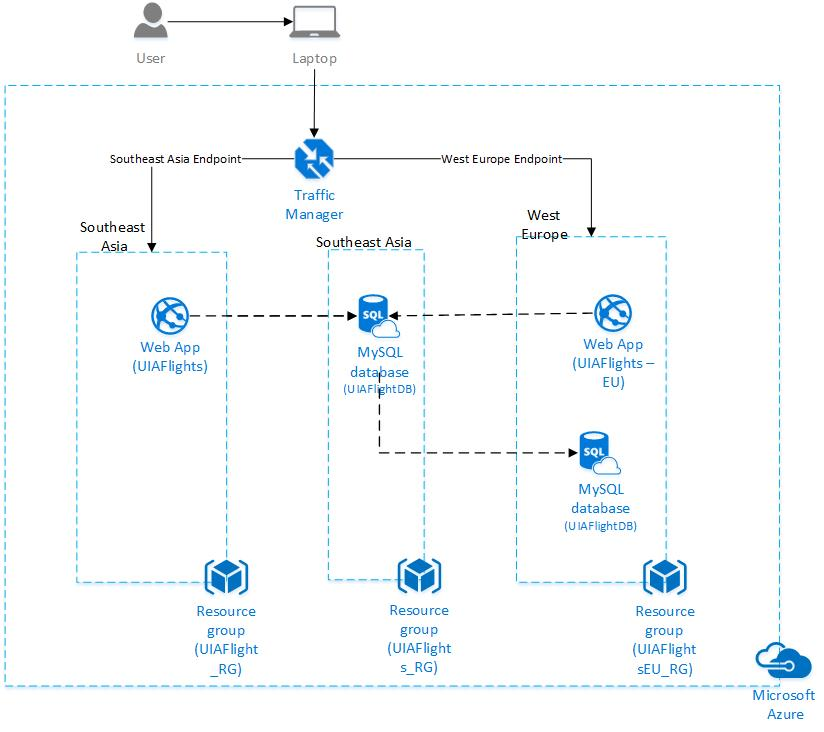 User
Laptop
Southeast Asia Endpoint
West Europe Endpoint
Traffic
Manager
Southeast
Asia
Southeast Asia
West
Europe
SQL
Web App
(UIAFlights)
MySQL
database
(UIAFlightDB)
Web App
(UIAFlights –
EU)
SQL
MySQL
database
(UIAFlightDB)
Resource
group
(UIAFlight
_RG)
Resource
group
(UIAFlight
s_RG)
Resource
group
(UIAFlight
sEU_RG)
Microsoft
Azure